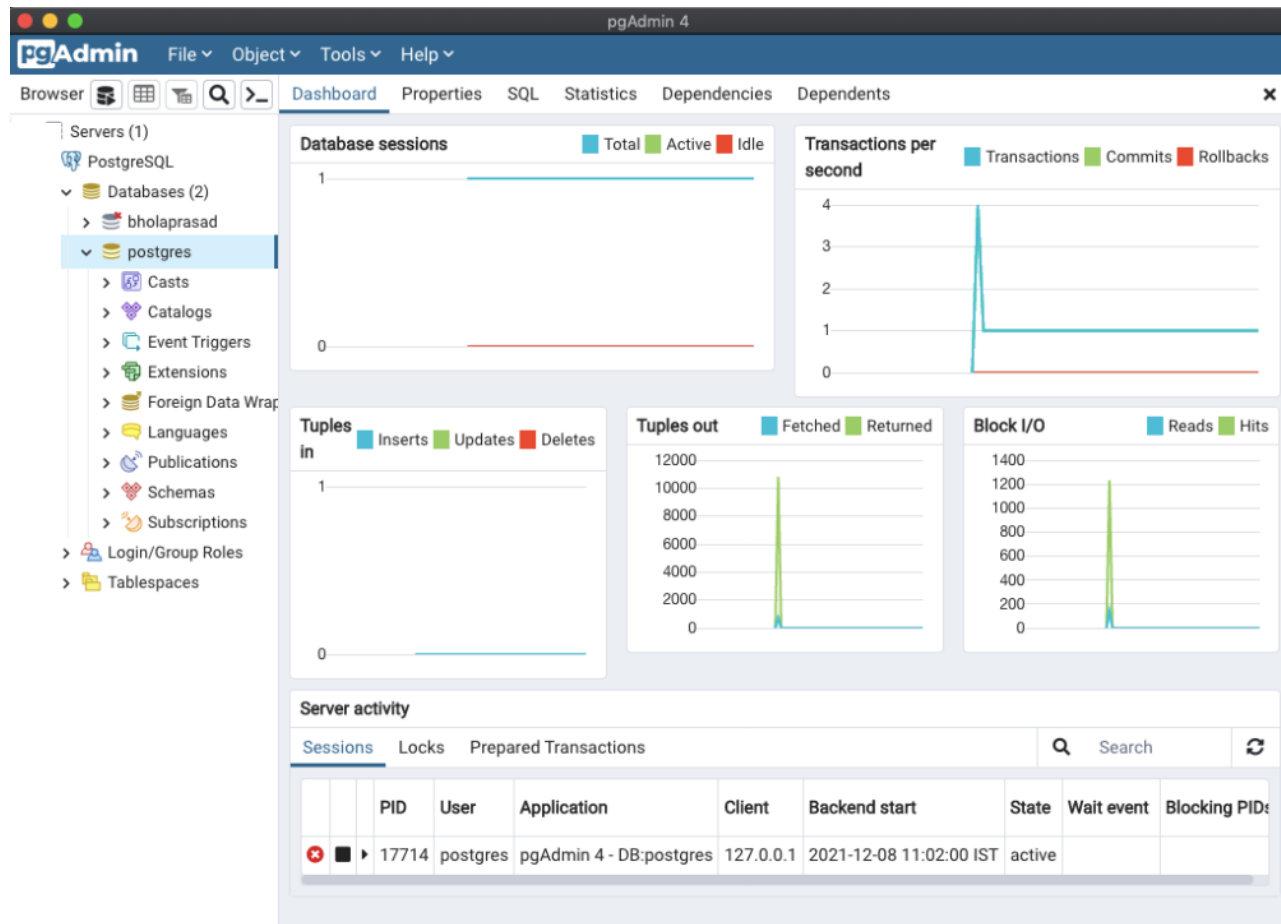 pgAdmin 4
pgAdmin File Object Tools Help
Browser Dashboard Properties SQL Statistics Dependencies Dependents
Servers (1)
PostgreSQL
Databases (2)
bholaprasad
postgres
Casts
Catalogs
Event Triggers
Extensions
Foreign Data Wrap
Languages
Publications
Schemas
Subscriptions
Login/Group Roles
Tablespaces
Database sessions Total Active Idle
1
0
Transactions per
second
Transactions Commits Rollbacks
4
3
2
1
0
Tuples
in
Inserts Updates Deletes
1
0
Tuples out Fetched Returned
12000
10000
8000
6000
4000
2000
0
Block I/O Reads Hits
1400
1200
1000
800
600
400
200
0
Server activity
Sessions Locks Prepared Transactions Search
PID User Application Client Backend start State Wait event Blocking PIDs
17714 postgres pgAdmin 4 - DB:postgres 127.0.0.1 2021-12-08 11:02:00 IST active